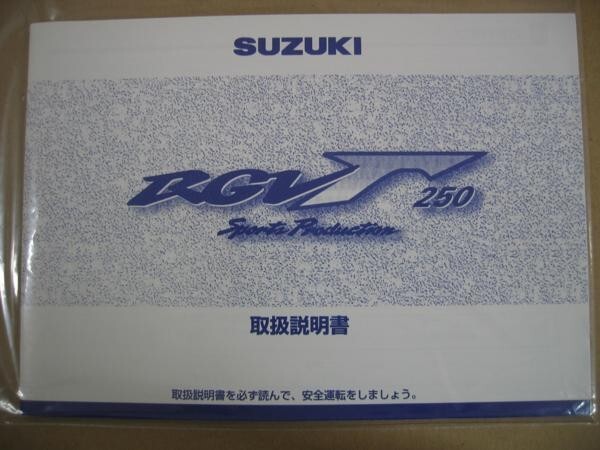 SUZUKI
RGVΓ 250
Sports Production
取扱説明書
取扱説明書を必ず読んで、安全運転をしましょう。